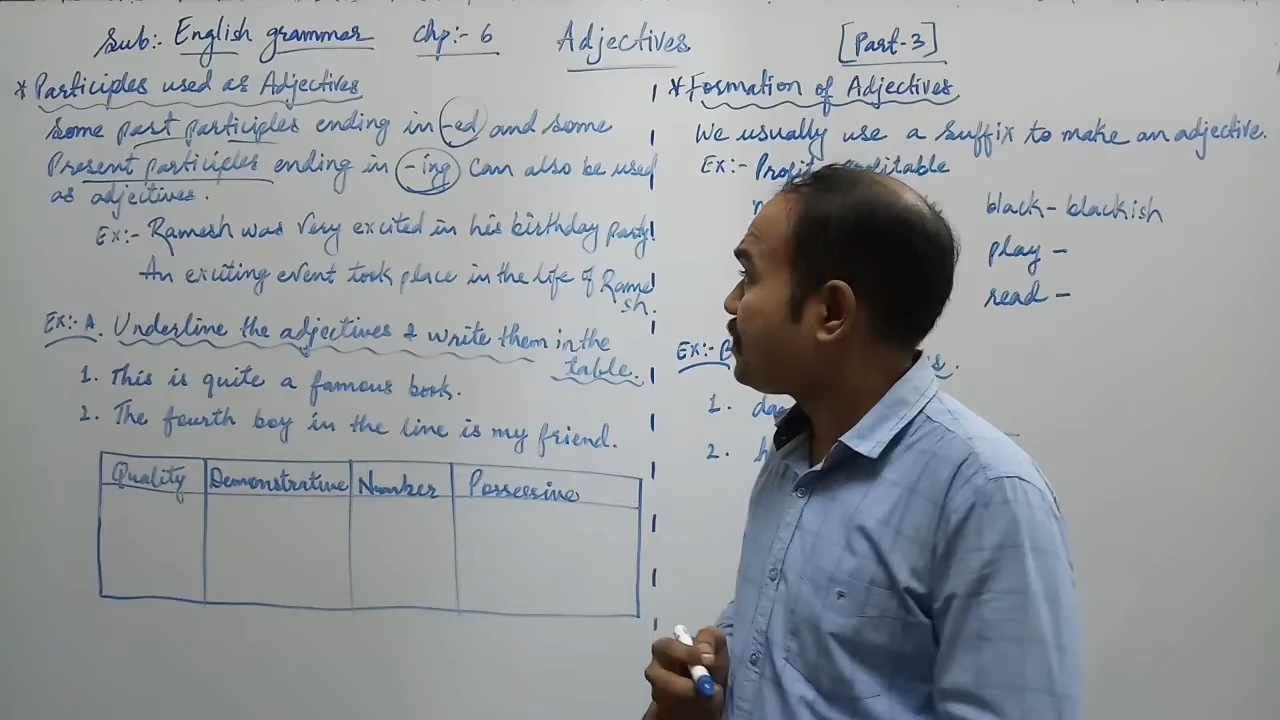 Sub:- English grammar Chp:- 6 Adjectives [Part-3]
* Participles used as Adjectives
Some past participles ending in -ed and some
Present participles ending in -ing can also be used
as adjectives.
Ex:- Ramesh was very excited in his birthday party!
An exciting event took place in the life of Rame
sh.
Ex:- A. Underline the adjectives & write them in the
table.
1. This is quite a famous book.
2. The fourth boy in the line is my friend.
Quality Demonstrative Number Possessive
* Formation of Adjectives
We usually use a suffix to make an adjective.
Ex:- Profit
black - blackish
play -
read -
Ex:- B
1.
2.